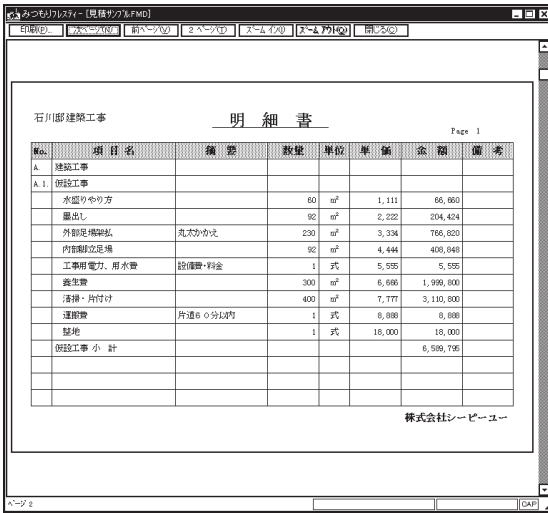 みつもりフレスティ - [見積サンプル.FMD]
印刷(P)... 次ページ(N) 前ページ(V) 2 ページ(T) ズーム イン(I) ズーム アウト(O) 閉じる(C)
石川邸建築工事 明 細 書
Page 1
No. 項 目 名 摘 要 数量 単位 単 価 金 額 備 考
A. 建築工事
A. 1. 仮設工事
水盛りやり方 60 m² 1,111 66,660
墨出し 92 m² 2,222 204,424
外部足場架払 丸太かかえ 230 m² 3,334 766,820
内部脚立足場 92 m² 4,444 408,848
工事用電力、用水費 設備費・料金 1 式 5,555 5,555
養生費 300 m² 6,666 1,999,800
清掃・片付け 400 m² 7,777 3,110,800
運搬費 片道60分以内 1 式 8,888 8,888
整地 1 式 18,000 18,000
仮設工事 小 計 6,589,795
株式会社シーピーユー
ページ 2 CAP